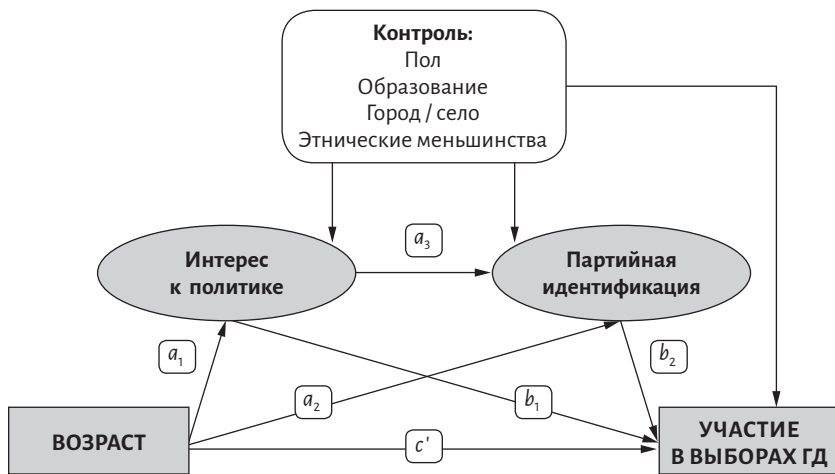 Контроль:
Пол
Образование
Город / село
Этнические меньшинства
Интерес
к политике
a₃
Партийная
идентификация
a₁
a₂
b₁
b₂
ВОЗРАСТ
c'
УЧАСТИЕ
В ВЫБОРАХ ГД